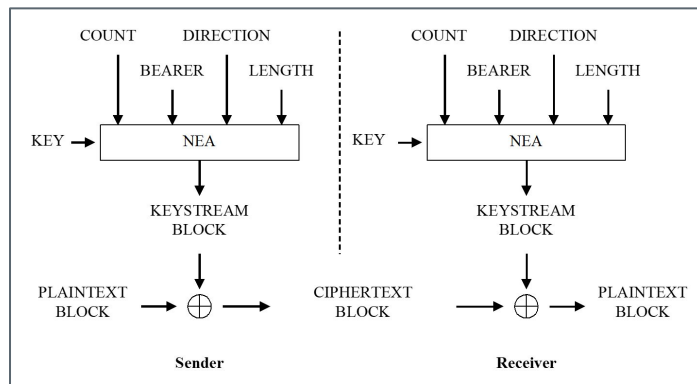 COUNT DIRECTION COUNT DIRECTION
BEARER LENGTH BEARER LENGTH
KEY NEA KEY NEA
KEYSTREAM KEYSTREAM
BLOCK BLOCK
PLAINTEXT CIPHERTEXT PLAINTEXT
BLOCK BLOCK BLOCK
Sender Receiver